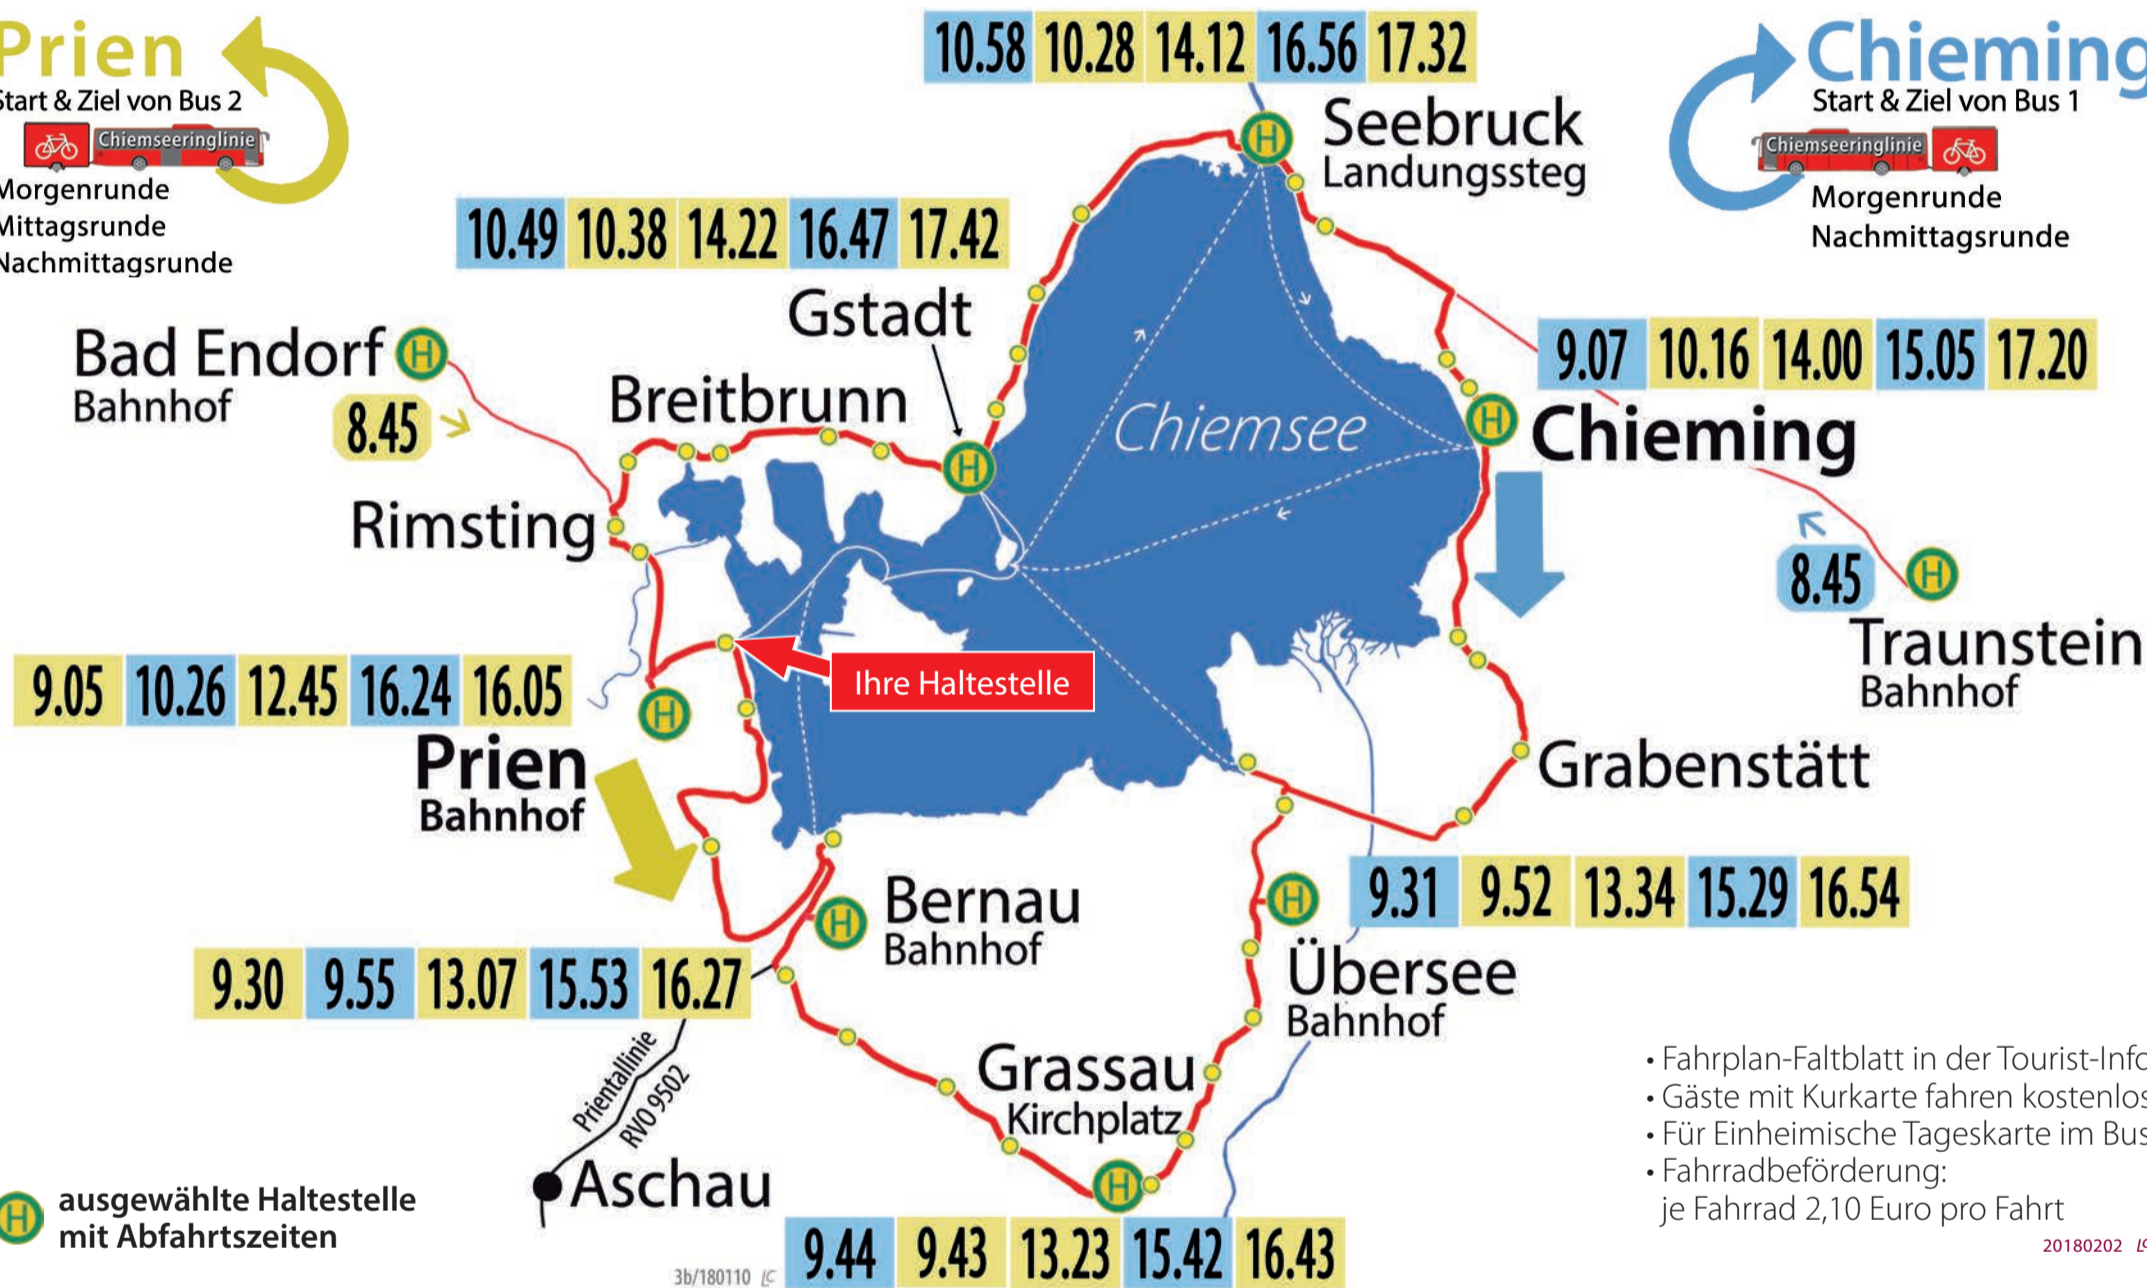 Prien
Start & Ziel von Bus 2
Chiemseeringlinie
Morgenrunde
Mittagsrunde
Nachmittagsrunde
10.58 10.28 14.12 16.56 17.32
Seebruck
Landungssteg
Chieming
Start & Ziel von Bus 1
Chiemseeringlinie
Morgenrunde
Nachmittagsrunde
10.49 10.38 14.22 16.47 17.42
Gstadt
Bad Endorf H
Bahnhof
8.45
Breitbrunn
H
H
Chiemsee
9.07 10.16 14.00 15.05 17.20
H
Chieming
Rimsting
8.45
H
Traunstein
Bahnhof
Ihre Haltestelle
9.05 10.26 12.45 16.24 16.05
H
Prien
Bahnhof
Grabenstätt
9.31 9.52 13.34 15.29 16.54
H
Übersee
Bahnhof
H
Bernau
Bahnhof
9.30 9.55 13.07 15.53 16.27
Prientallinie
RVO 9502
Aschau
Grassau
Kirchplatz
H
9.44 9.43 13.23 15.42 16.43
H
ausgewählte Haltestelle
mit Abfahrtszeiten
• Fahrplan-Faltblatt in der Tourist-Info
• Gäste mit Kurkarte fahren kostenlos
• Für Einheimische Tageskarte im Bus
• Fahrradbeförderung:
je Fahrrad 2,10 Euro pro Fahrt
3b/180110 LC
20180202